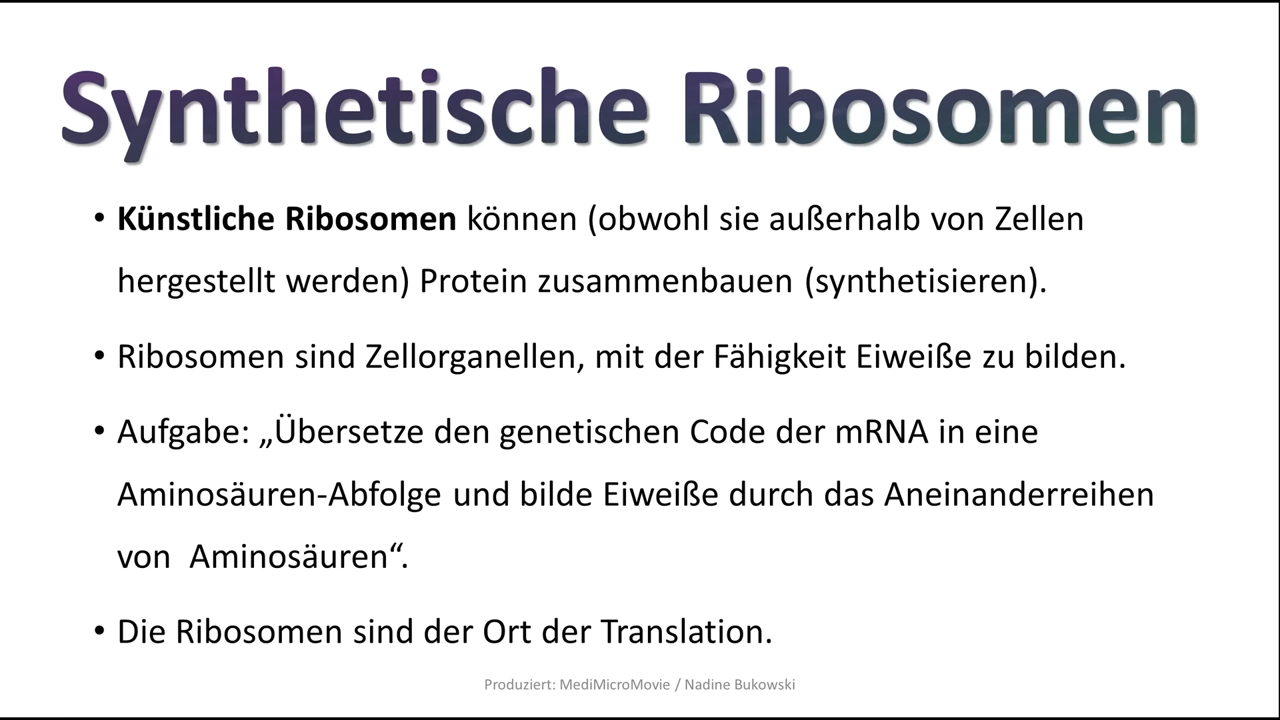 Synthetische Ribosomen
• Künstliche Ribosomen können (obwohl sie außerhalb von Zellen
hergestellt werden) Protein zusammenbauen (synthetisieren).
• Ribosomen sind Zellorganellen, mit der Fähigkeit Eiweiße zu bilden.
• Aufgabe: „Übersetze den genetischen Code der mRNA in eine
Aminosäuren-Abfolge und bilde Eiweiße durch das Aneinanderreihen
von  Aminosäuren“.
• Die Ribosomen sind der Ort der Translation.
Produziert: MediMicroMovie / Nadine Bukowski